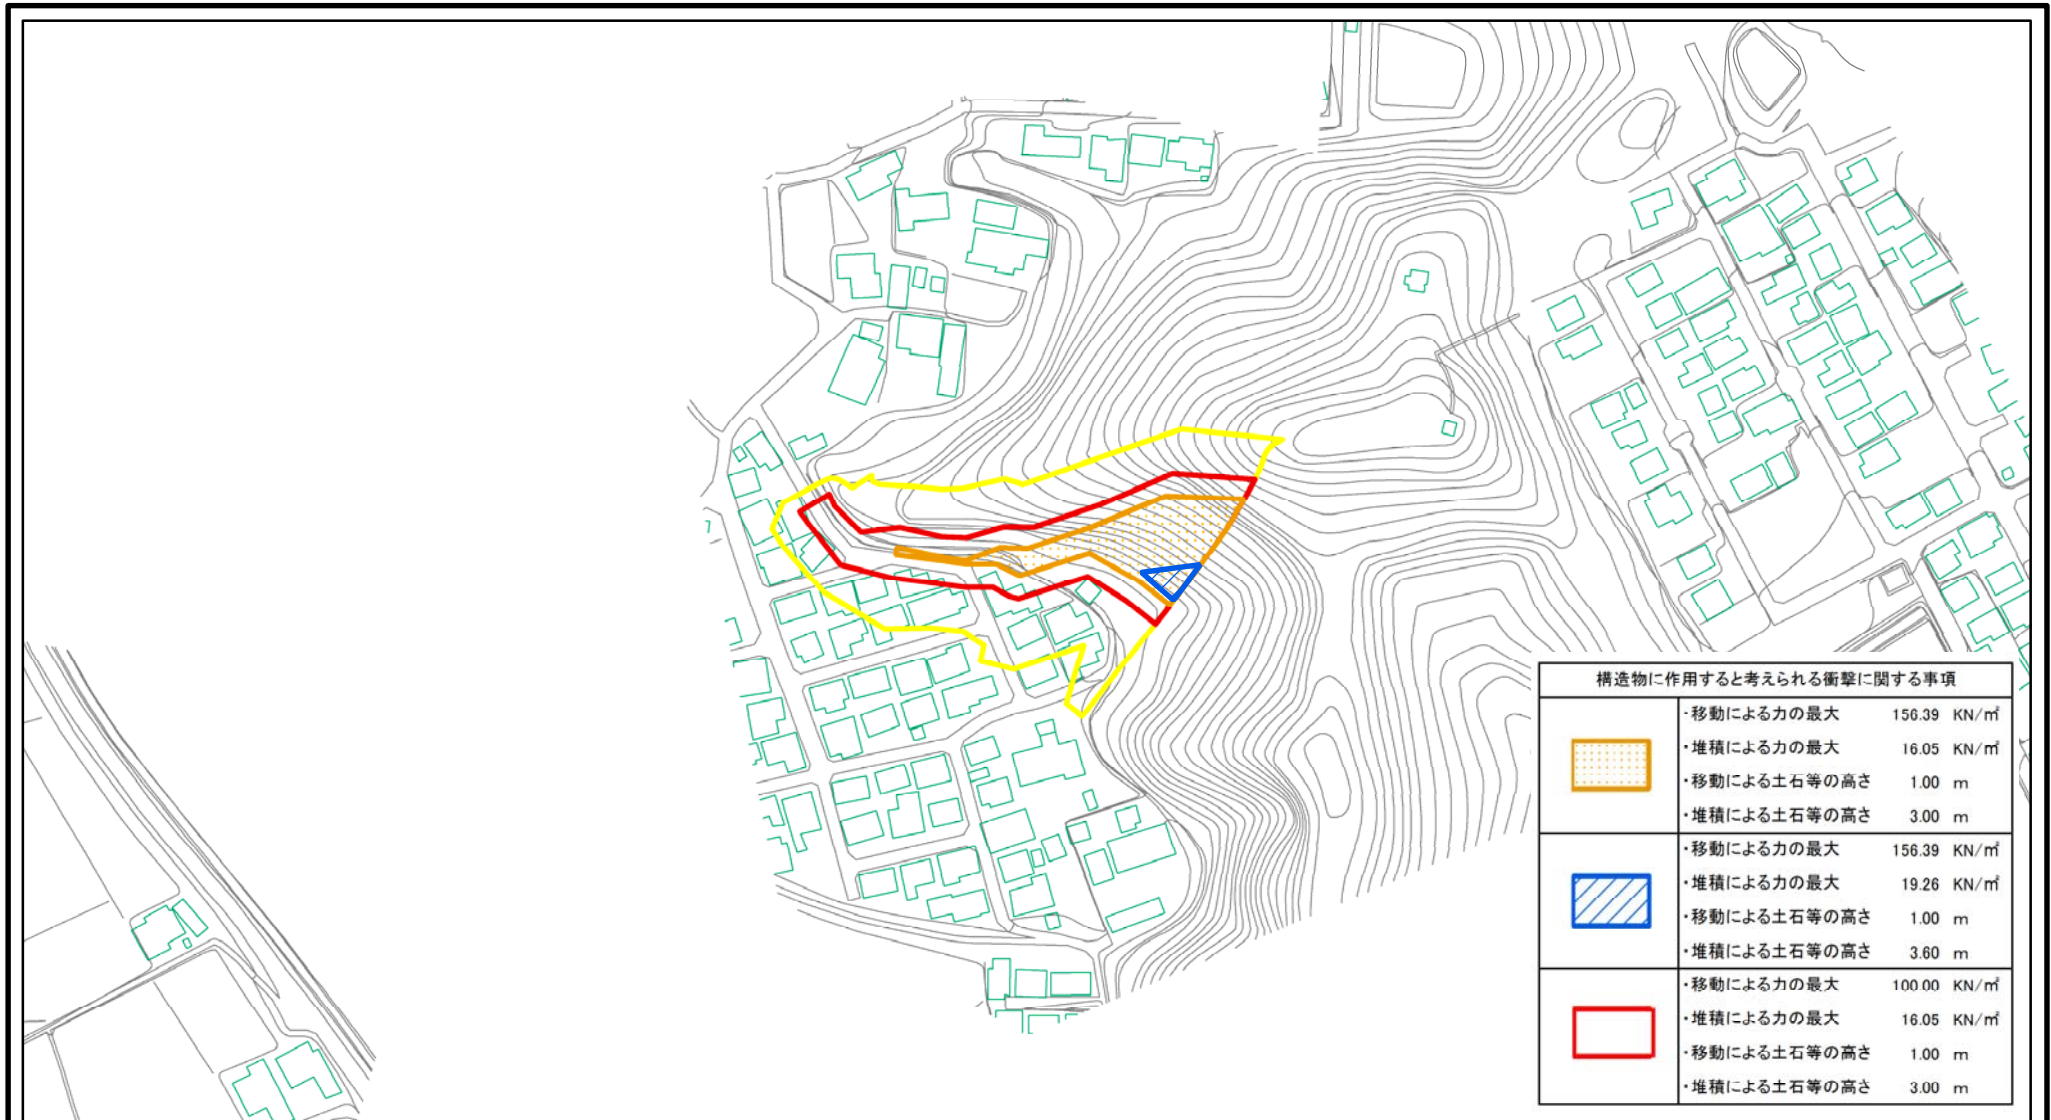 構造物に作用すると考えられる衝撃に関する事項
・移動による力の最大 156.39 KN/㎡
・堆積による力の最大 16.05 KN/㎡
・移動による土石等の高さ 1.00 m
・堆積による土石等の高さ 3.00 m
・移動による力の最大 156.39 KN/㎡
・堆積による力の最大 19.26 KN/㎡
・移動による土石等の高さ 1.00 m
・堆積による土石等の高さ 3.60 m
・移動による力の最大 100.00 KN/㎡
・堆積による力の最大 16.05 KN/㎡
・移動による土石等の高さ 1.00 m
・堆積による土石等の高さ 3.00 m